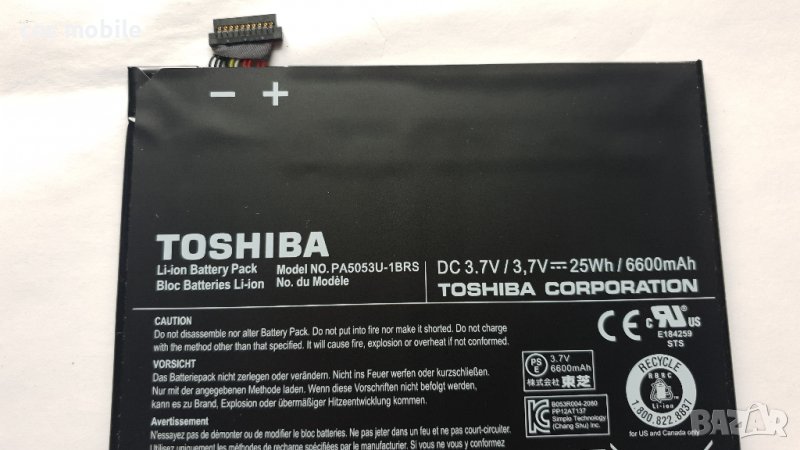 cnc mobile
− +
TOSHIBA
Li-ion Battery Pack Model NO. PA5053U-1BRS
Bloc Batteries Li-ion No. du Modèle
DC 3.7V / 3,7V 25Wh / 6600mAh
TOSHIBA CORPORATION
CAUTION
Do not disassemble nor alter Battery Pack. Do not put into fire nor make it shorted. Do not charge
with the method other than that specified. It will cause fire, explosion or overheat if not conformed.
VORSICHT
Das Batteriepack nicht zerlegen oder verändern. Nicht ins Feuer werfen oder kurzschließen.
Nur mit der angegebenen Methode laden. Wenn diese Vorschriften nicht befolgt werden,
kann es zu Brand, Explosion oder übermäßiger Hitzeentwicklung kommen.
Avertissement
N'essayez pas de démonter ou de modifier le bloc batteries. Ne pas jeter dans un feu et ne pas court-circuiter.
CE
c RU US
E184259
STS
PS
E
3.7V
6600mAh
株式会社 東芝
B053R004-2080
PP12AT137
Simplo Technology
(Chang Shu) Inc.
RECYCLE
RBRC
Li-ion
1.800.822.8837
for US and Canada only
BAZAR